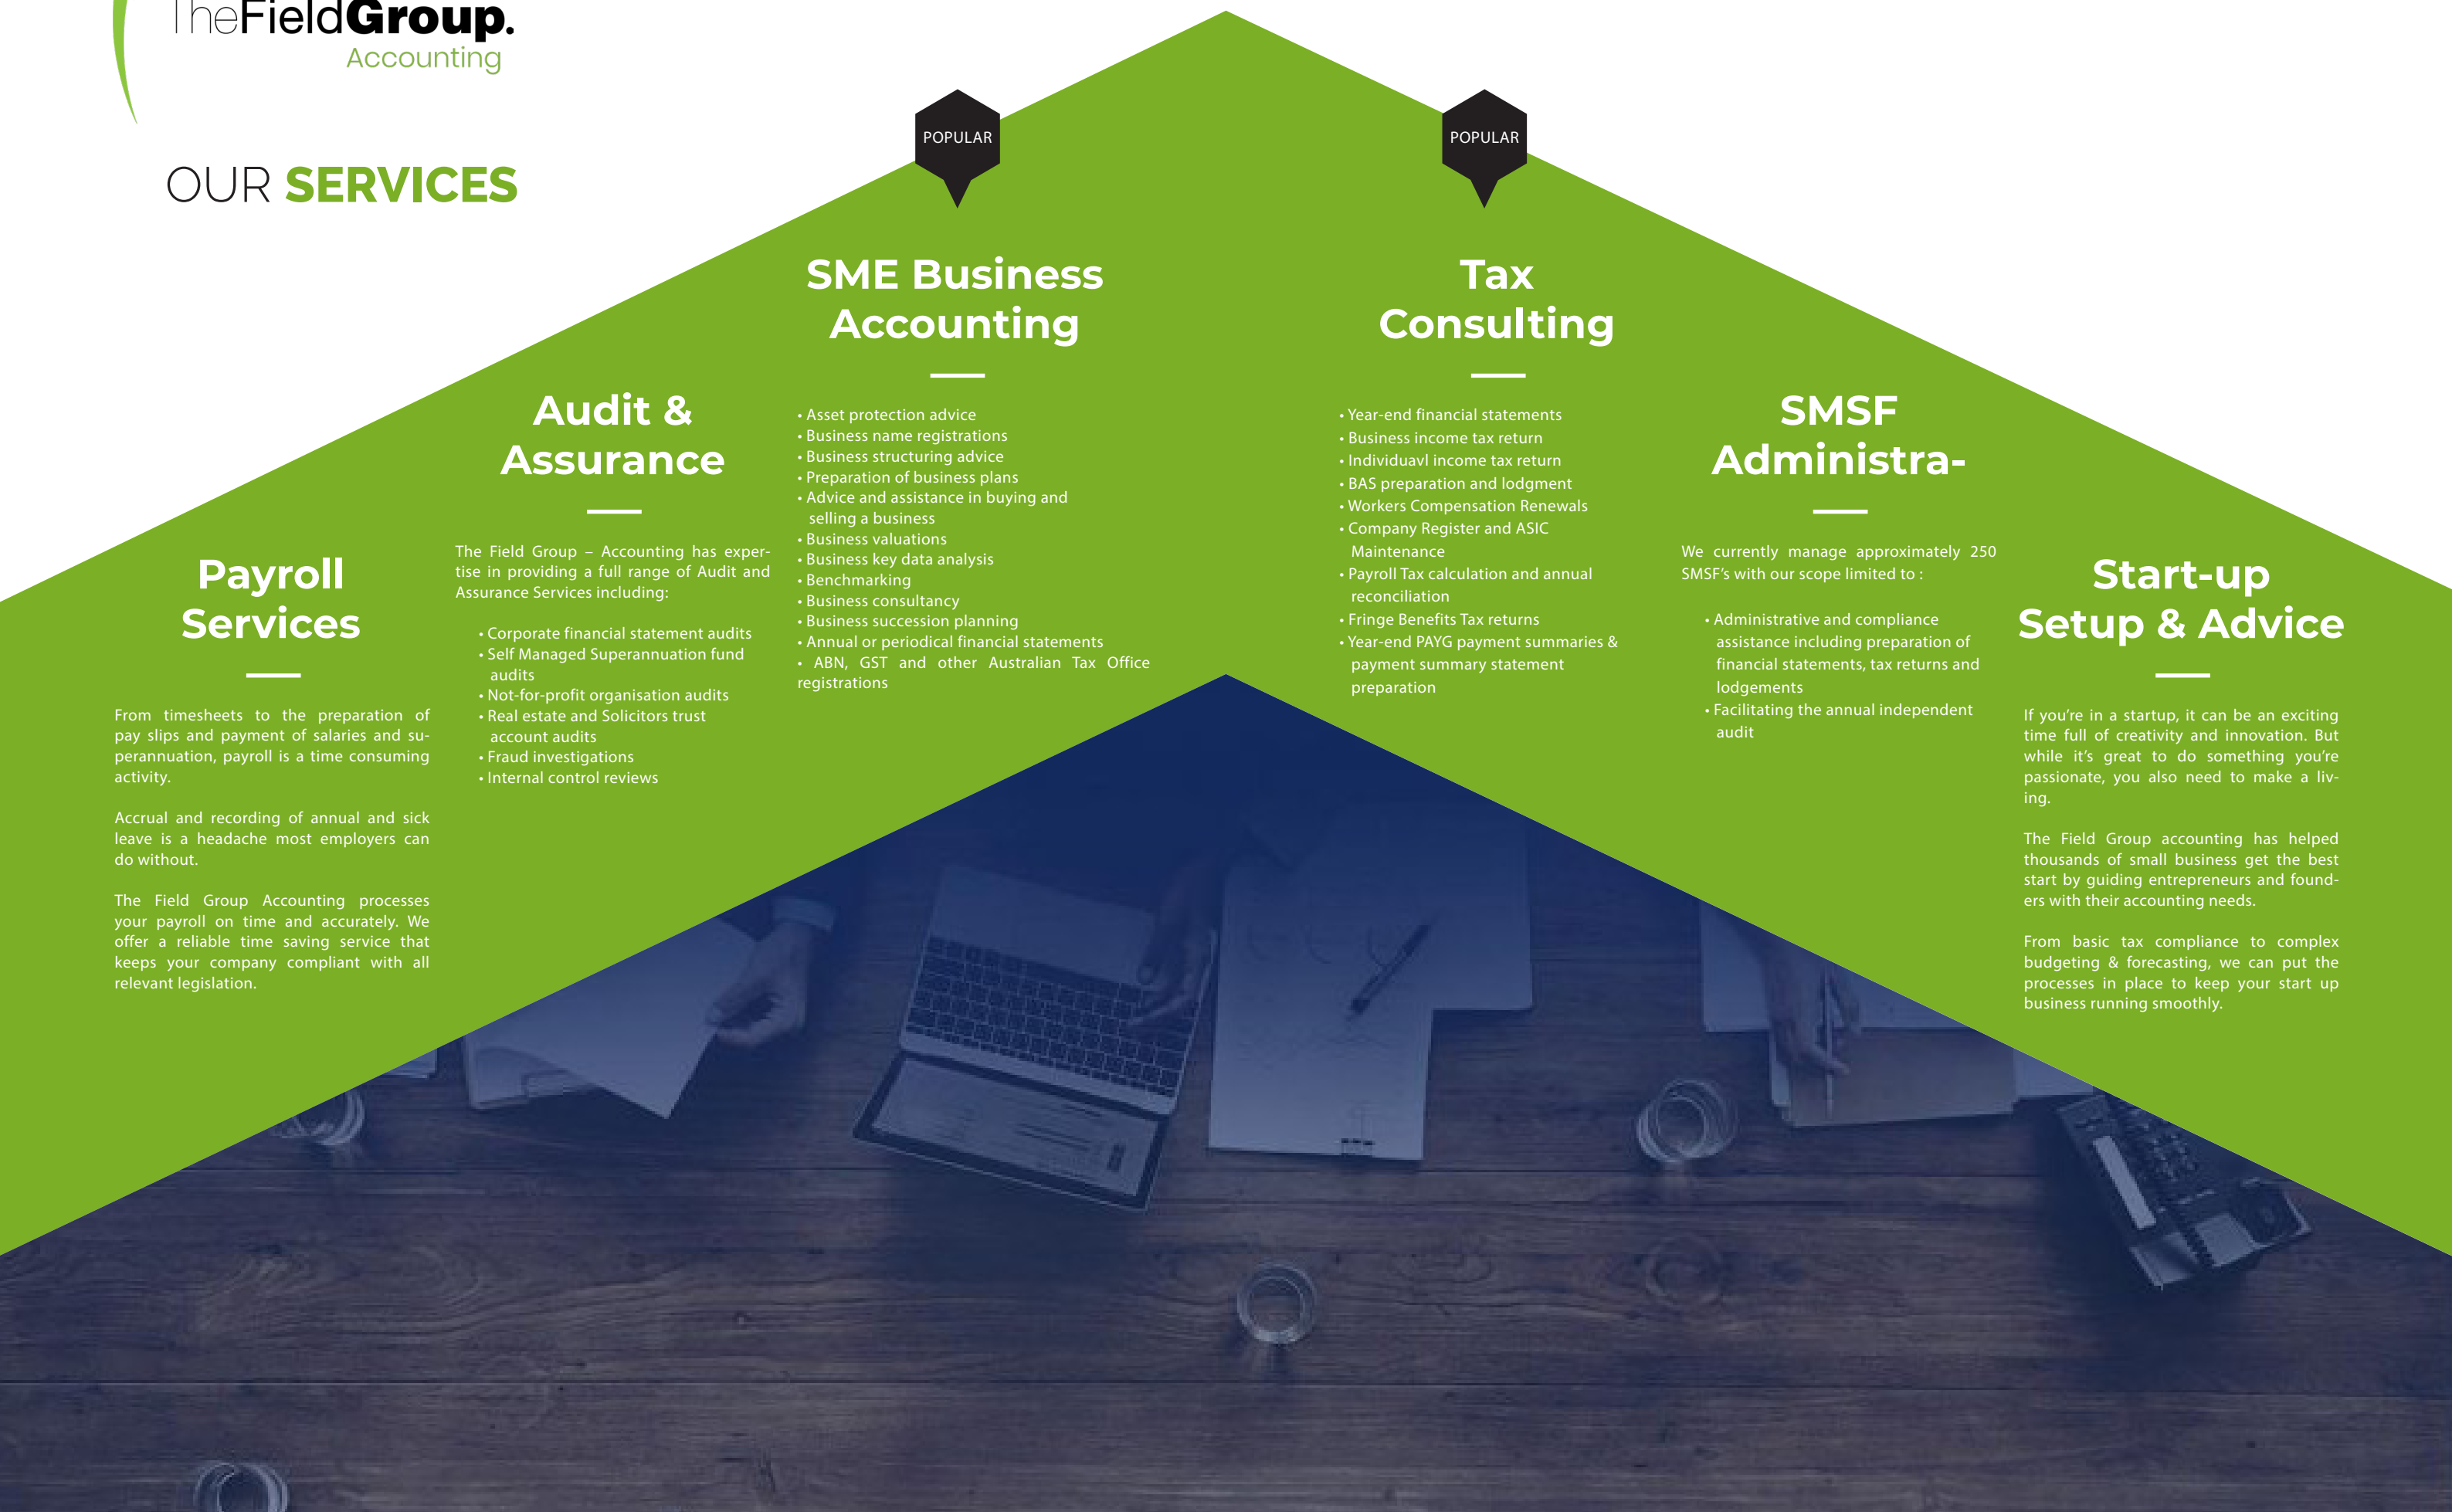 TheFieldGroup.
Accounting
OUR SERVICES
POPULAR
POPULAR
Payroll
Services
From timesheets to the preparation of
pay slips and payment of salaries and su-
perannuation, payroll is a time consuming
activity.
Accrual and recording of annual and sick
leave is a headache most employers can
do without.
The Field Group Accounting processes
your payroll on time and accurately. We
offer a reliable time saving service that
keeps your company compliant with all
relevant legislation.
Audit &
Assurance
The Field Group – Accounting has exper-
tise in providing a full range of Audit and
Assurance Services including:
• Corporate financial statement audits
• Self Managed Superannuation fund
audits
• Not-for-profit organisation audits
• Real estate and Solicitors trust
account audits
• Fraud investigations
• Internal control reviews
SME Business
Accounting
• Asset protection advice
• Business name registrations
• Business structuring advice
• Preparation of business plans
• Advice and assistance in buying and
selling a business
• Business valuations
• Business key data analysis
• Benchmarking
• Business consultancy
• Business succession planning
• Annual or periodical financial statements
• ABN, GST and other Australian Tax Office
registrations
Tax
Consulting
• Year-end financial statements
• Business income tax return
• Individuavl income tax return
• BAS preparation and lodgment
• Workers Compensation Renewals
• Company Register and ASIC
Maintenance
• Payroll Tax calculation and annual
reconciliation
• Fringe Benefits Tax returns
• Year-end PAYG payment summaries &
payment summary statement
preparation
SMSF
Administra-
We currently manage approximately 250
SMSF's with our scope limited to :
• Administrative and compliance
assistance including preparation of
financial statements, tax returns and
lodgements
• Facilitating the annual independent
audit
Start-up
Setup & Advice
If you're in a startup, it can be an exciting
time full of creativity and innovation. But
while it's great to do something you're
passionate, you also need to make a liv-
ing.
The Field Group accounting has helped
thousands of small business get the best
start by guiding entrepreneurs and found-
ers with their accounting needs.
From basic tax compliance to complex
budgeting & forecasting, we can put the
processes in place to keep your start up
business running smoothly.